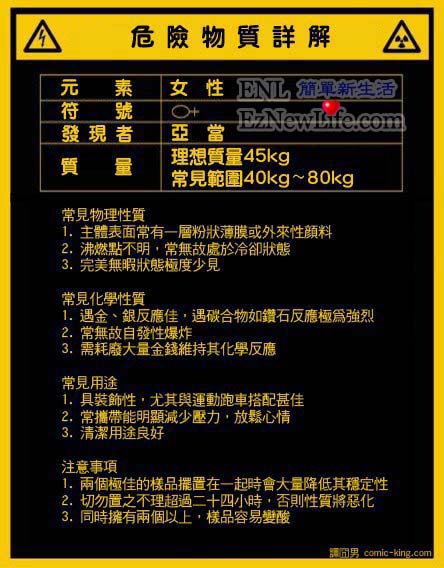 危險物質詳解
元素 女性
符號 ♀
發現者 亞當
質量 理想質量45kg
常見範圍40kg～80kg
ENL 簡單新生活
EzNewLife.com
常見物理性質
1. 主體表面常有一層粉狀薄膜或外來性顏料
2. 沸燃點不明，常無故處於冷卻狀態
3. 完美無暇狀態極度少見
常見化學性質
1. 遇金、銀反應佳，遇碳合物如鑽石反應極為強烈
2. 常無故自發性爆炸
3. 需耗廢大量金錢維持其化學反應
常見用途
1. 具裝飾性，尤其與運動跑車搭配甚佳
2. 常攜帶能明顯減少壓力，放鬆心情
3. 清潔用途良好
注意事項
1. 兩個極佳的樣品擺置在一起時會大量降低其穩定性
2. 切勿置之不理超過二十四小時，否則性質將惡化
3. 同時擁有兩個以上，樣品容易變酸
譚囧男 comic-king.com